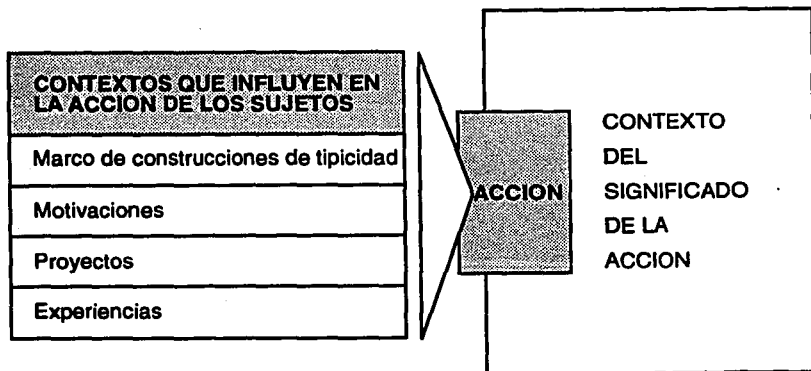 CONTEXTOS QUE INFLUYEN EN
LA ACCION DE LOS SUJETOS
Marco de construcciones de tipicidad
Motivaciones
Proyectos
Experiencias
ACCION
CONTEXTO
DEL
SIGNIFICADO
DE LA
ACCION